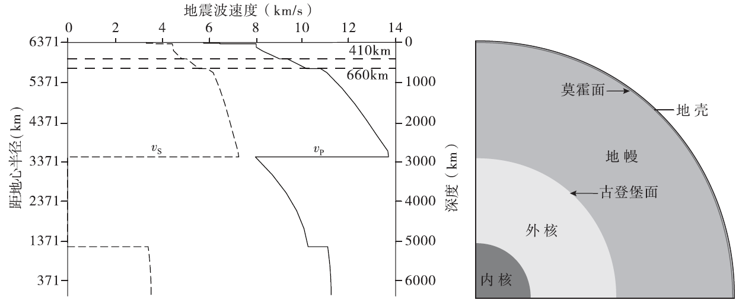 地震波速度（km/s）
0 2 4 6 8 10 12 14
6371
5371
4371
3371
2371
1371
371
距地心半径(km)
410km
660km
vS
vP
0
1000
2000
3000
4000
5000
6000
深度（km）
莫霍面
地壳
地幔
古登堡面
外核
内核